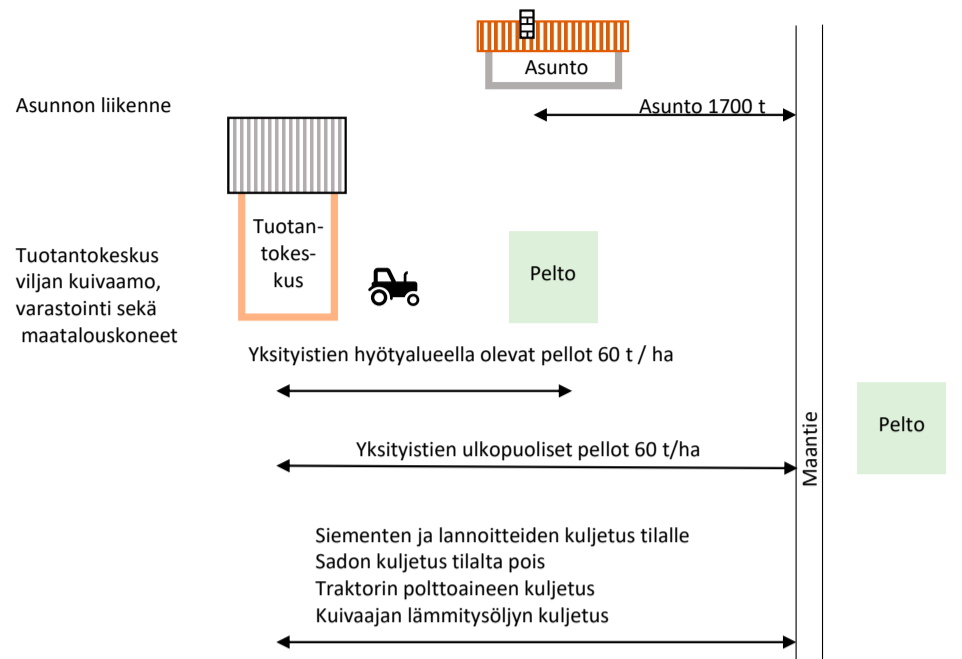 Asunto
Asunnon liikenne
Asunto 1700 t
Tuotan-
tokes-
kus
Tuotantokeskus
viljan kuivaamo,
varastointi sekä
maatalouskoneet
Pelto
Yksityistien hyötyalueella olevat pellot 60 t / ha
Pelto
Maantie
Yksityistien ulkopuoliset pellot 60 t/ha
Siementen ja lannoitteiden kuljetus tilalle
Sadon kuljetus tilalta pois
Traktorin polttoaineen kuljetus
Kuivaajan lämmitysöljyn kuljetus